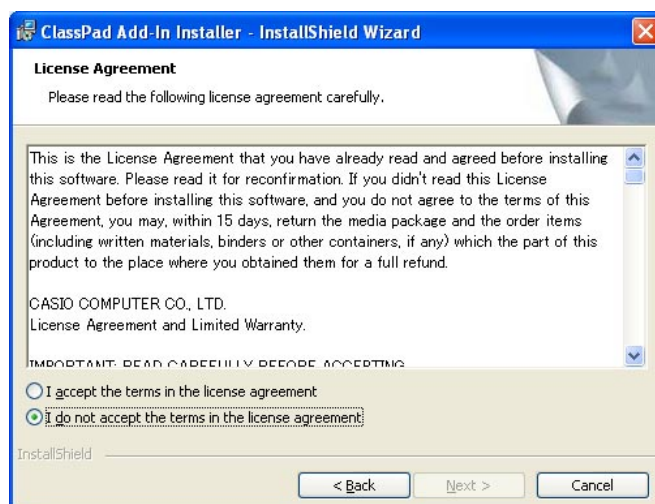 ClassPad Add-In Installer - InstallShield Wizard
License Agreement
Please read the following license agreement carefully.
This is the License Agreement that you have already read and agreed before installing
this software. Please read it for reconfirmation. If you didn't read this License
Agreement before installing this software, and you do not agree to the terms of this
Agreement, you may, within 15 days, return the media package and the order items
(including written materials, binders or other containers, if any) which the part of this
product to the place where you obtained them for a full refund.
CASIO COMPUTER CO., LTD.
License Agreement and Limited Warranty.
IMPORTANT: READ CAREFULLY BEFORE ACCEPTING
I accept the terms in the license agreement
I do not accept the terms in the license agreement
InstallShield
< Back
Next >
Cancel